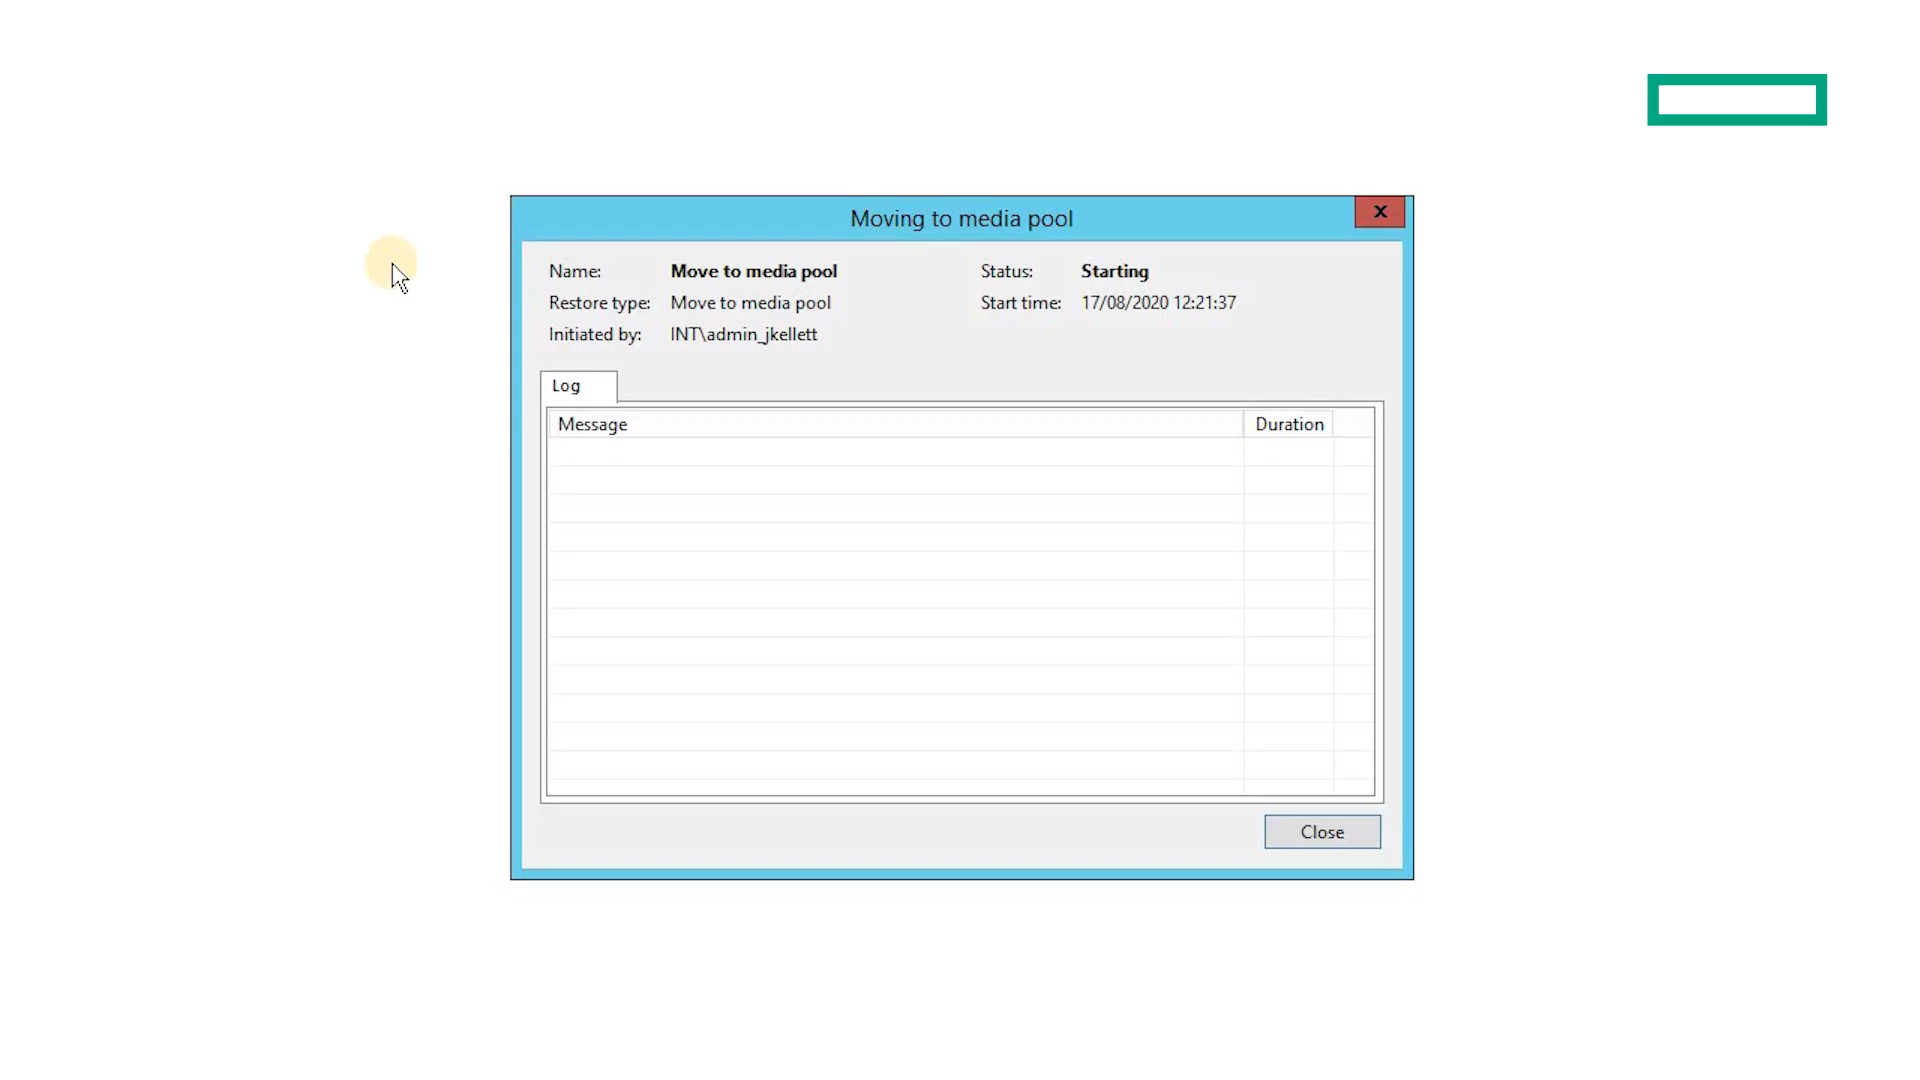 Moving to media pool
x
Name: Move to media pool Status: Starting
Restore type: Move to media pool Start time: 17/08/2020 12:21:37
Initiated by: INT\admin_jkellett
Log
Message Duration
Close